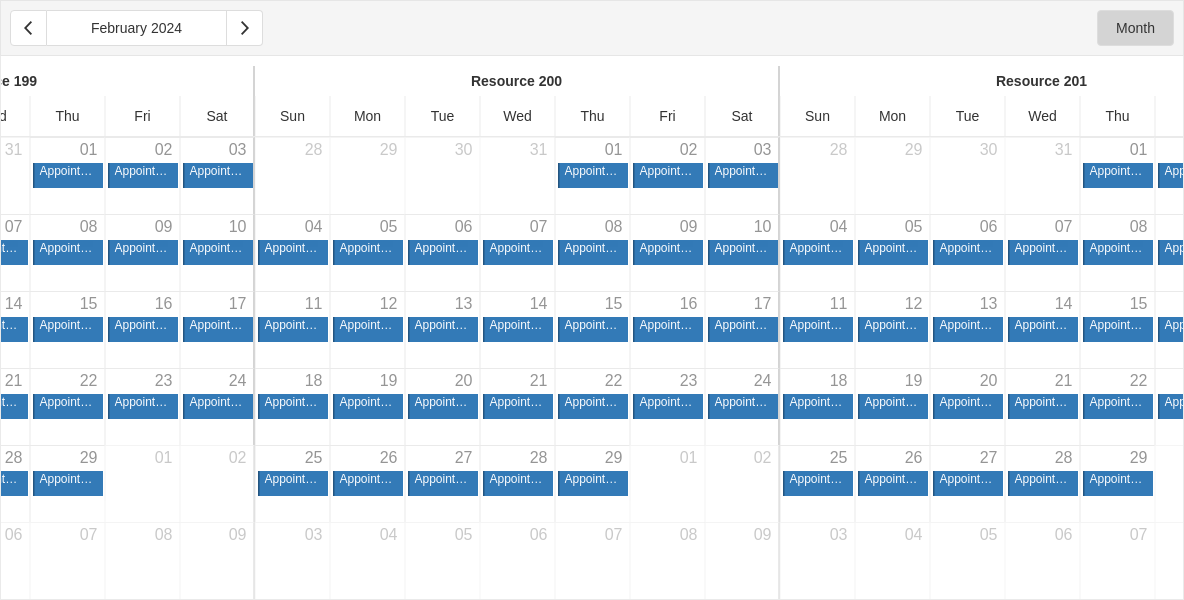 February 2024 Month
e 199 Resource 200 Resource 201
d Thu Fri Sat Sun Mon Tue Wed Thu Fri Sat Sun Mon Tue Wed Thu
31 01 02 03 28 29 30 31 01 02 03 28 29 30 31 01
Appoint… Appoint… Appoint… Appoint… Appoint… Appoint… Appoint… App
07 08 09 10 04 05 06 07 08 09 10 04 05 06 07 08
t… Appoint… Appoint… Appoint… Appoint… Appoint… Appoint… Appoint… Appoint… Appoint… Appoint… Appoint… Appoint… Appoint… Appoint… Appoint… App
14 15 16 17 11 12 13 14 15 16 17 11 12 13 14 15
t… Appoint… Appoint… Appoint… Appoint… Appoint… Appoint… Appoint… Appoint… Appoint… Appoint… Appoint… Appoint… Appoint… Appoint… Appoint… App
21 22 23 24 18 19 20 21 22 23 24 18 19 20 21 22
t… Appoint… Appoint… Appoint… Appoint… Appoint… Appoint… Appoint… Appoint… Appoint… Appoint… Appoint… Appoint… Appoint… Appoint… Appoint… App
28 29 01 02 25 26 27 28 29 01 02 25 26 27 28 29
t… Appoint… Appoint… Appoint… Appoint… Appoint… Appoint… Appoint… Appoint… Appoint… Appoint… Appoint…
06 07 08 09 03 04 05 06 07 08 09 03 04 05 06 07